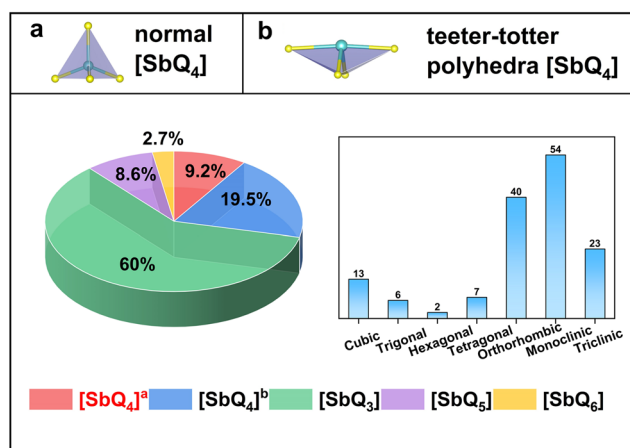 a
normal
[SbQ4]
b
teeter-totter
polyhedra [SbQ4]
2.7%
9.2%
8.6%
19.5%
60%
54
40
23
13
6
2
7
Cubic
Trigonal
Hexagonal
Tetragonal
Orthorhombic
Monoclinic
Triclinic
[SbQ4]a
[SbQ4]b
[SbQ3]
[SbQ5]
[SbQ6]